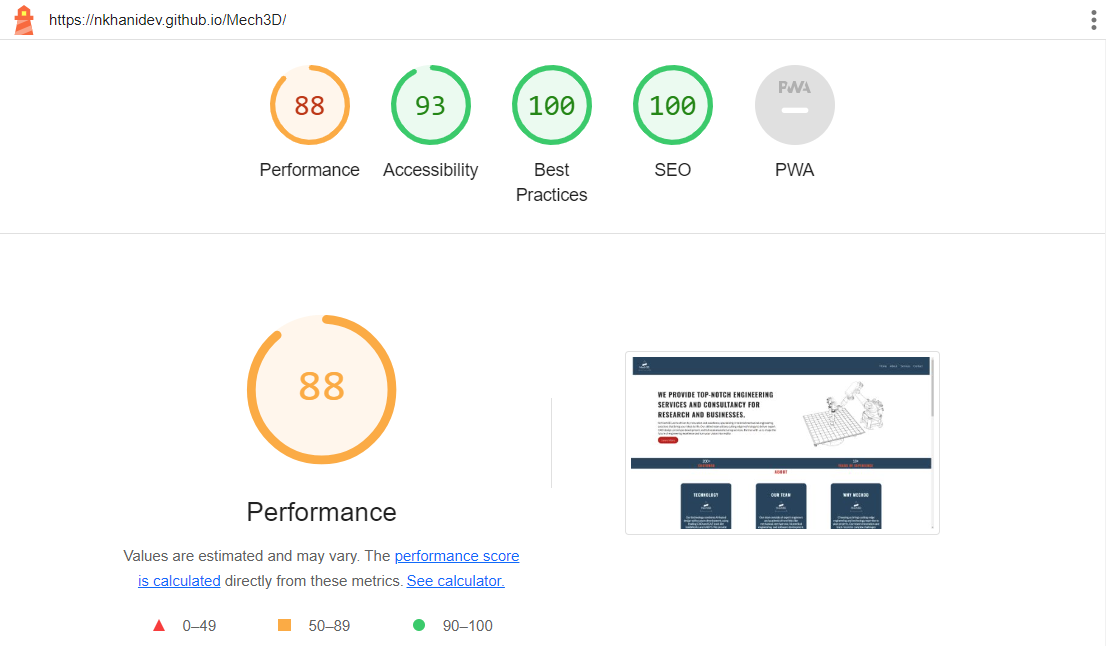 https://nkhanidev.github.io/Mech3D/
88
93
100
100
PWA
Performance
Accessibility
Best
Practices
SEO
PWA
88
Performance
Values are estimated and may vary. The performance score
is calculated directly from these metrics. See calculator.
0–49
50–89
90–100
WE PROVIDE TOP-NOTCH ENGINEERING
SERVICES AND CONSULTANCY FOR
RESEARCH AND BUSINESSES.
ABOUT
TECHNOLOGY
OUR TEAM
WHY MECH3D